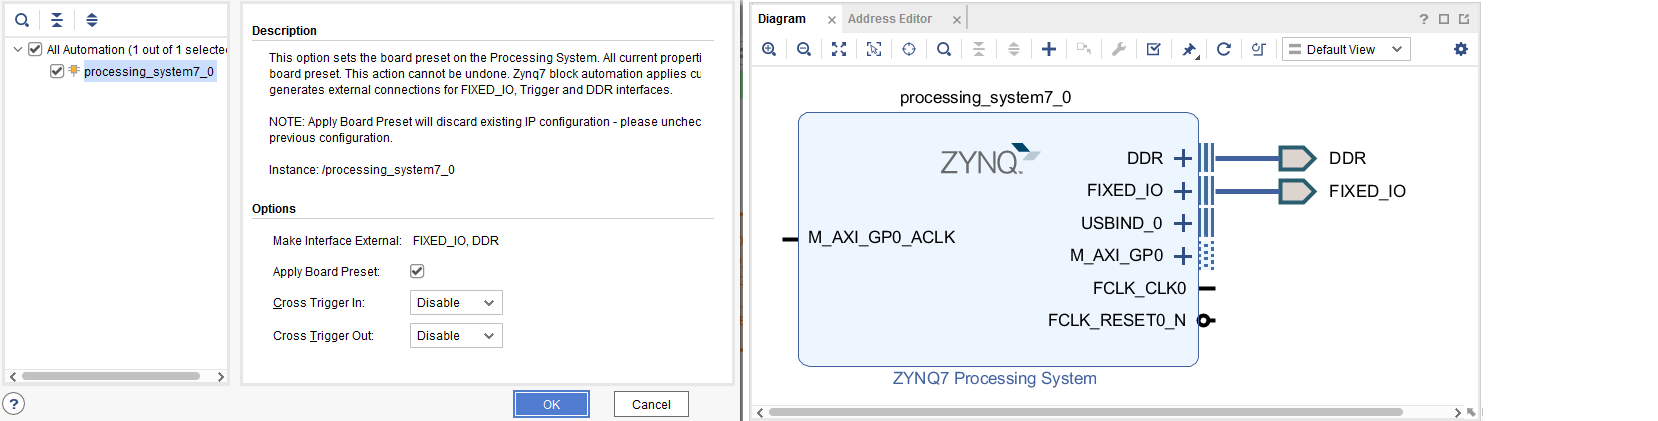 All Automation (1 out of 1 selecte
processing_system7_0
Description
This option sets the board preset on the Processing System. All current properti
board preset. This action cannot be undone. Zynq7 block automation applies cu
generates external connections for FIXED_IO, Trigger and DDR interfaces.
NOTE: Apply Board Preset will discard existing IP configuration - please unchec
previous configuration.
Instance: /processing_system7_0
Options
Make Interface External: FIXED_IO, DDR
Apply Board Preset:
Cross Trigger In: Disable
Cross Trigger Out: Disable
?
OK Cancel
Diagram × Address Editor ×
?
Default View
processing_system7_0
ZYNQ
DDR
FIXED_IO
USBIND_0
M_AXI_GP0
FCLK_CLK0
FCLK_RESET0_N
M_AXI_GP0_ACLK
DDR
FIXED_IO
ZYNQ7 Processing System